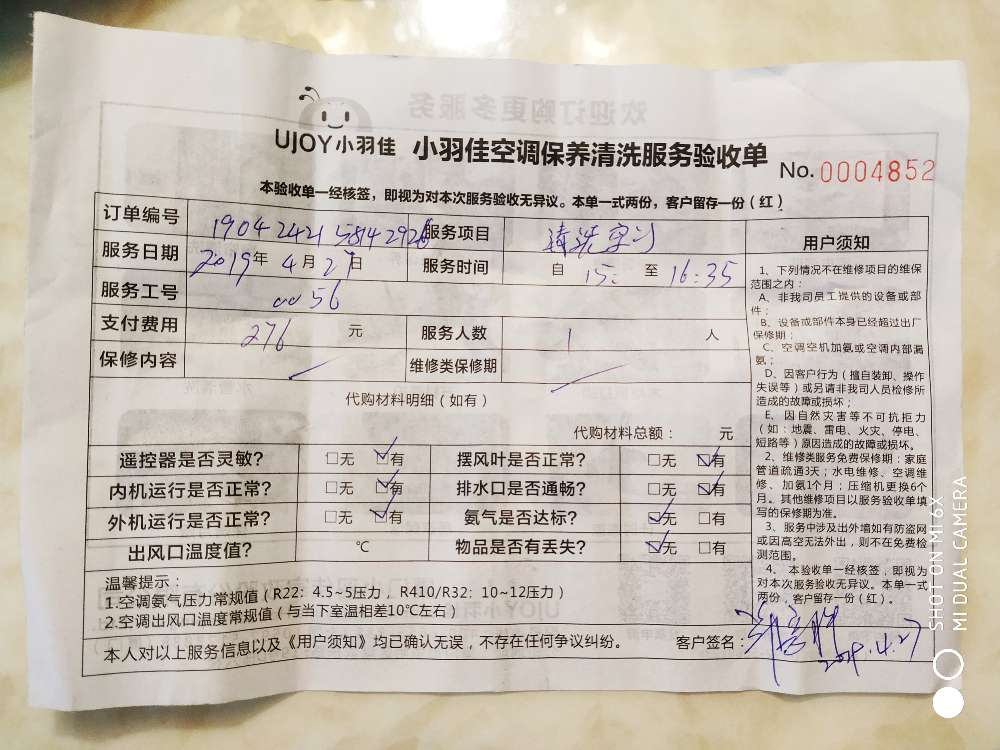 UJOY小羽佳 小羽佳空调保养清洗服务验收单
No. 0004852
本验收单一经核签，即视为对本次服务验收无异议。本单一式两份，客户留存一份（红）
订单编号 服务项目
服务日期 2019年4月27日 服务时间 自 15: 至 16:35
服务工号 0056
支付费用 276 元 服务人数 1 人
保修内容 维修类保修期
代购材料明细（如有）
代购材料总额： 元
遥控器是否灵敏? □无 ☑有 摆风叶是否正常? □无 ☑有
内机运行是否正常? □无 ☑有 排水口是否通畅? □无 ☑有
外机运行是否正常? □无 ☑有 氨气是否达标? ☑无 □有
出风口温度值? ℃ 物品是否有丢失? ☑无 □有
温馨提示：
1.空调氨气压力常规值（R22：4.5~5压力， R410/R32：10~12压力）
2.空调出风口温度常规值（与当下室温相差10℃左右）
本人对以上服务信息以及《用户须知》均已确认无误，不存在任何争议纠纷。 客户签名：
用户须知
1、下列情况不在维修项目的维保
范围之内：
A、非我司员工提供的设备或部
件；
B、设备或部件本身已经超过出厂
保修期；
C、空调空机加氨或空调内部漏
氨；
D、因客户行为（擅自装卸、操作
失误等）或另请非我司人员检修所
造成的故障或损坏；
E、因自然灾害等不可抗拒力
（如：地震、雷电、火灾、停电、
短路等）原因造成的故障或损坏。
2、维修类服务免费保修期：家庭
管道疏通3天；水电维修、空调维
修、加氨1个月；压缩机更换6个
月。其他维修项目以服务验收单填
写的保修期为准。
3、服务中涉及出外墙如有防盗网
或因高空无法外出，则不在免费检
测范围。
4、本验收单一经核签，即视为
对本次服务验收无异议。本单一式
两份，客户留存一份（红）。
SHOT ON MI 6X
MI DUAL CAMERA